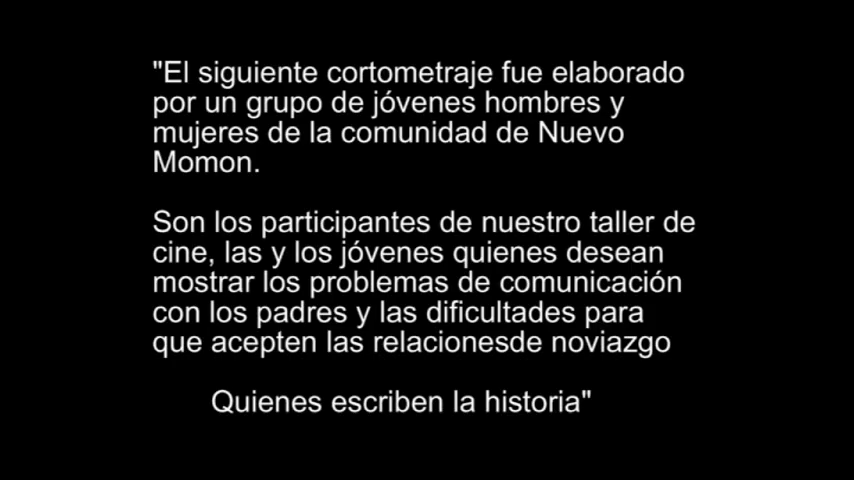 "El siguiente cortometraje fue elaborado
por un grupo de jóvenes hombres y
mujeres de la comunidad de Nuevo
Momon.
Son los participantes de nuestro taller de
cine, las y los jóvenes quienes desean
mostrar los problemas de comunicación
con los padres y las dificultades para
que acepten las relacionesde noviazgo
Quienes escriben la historia"